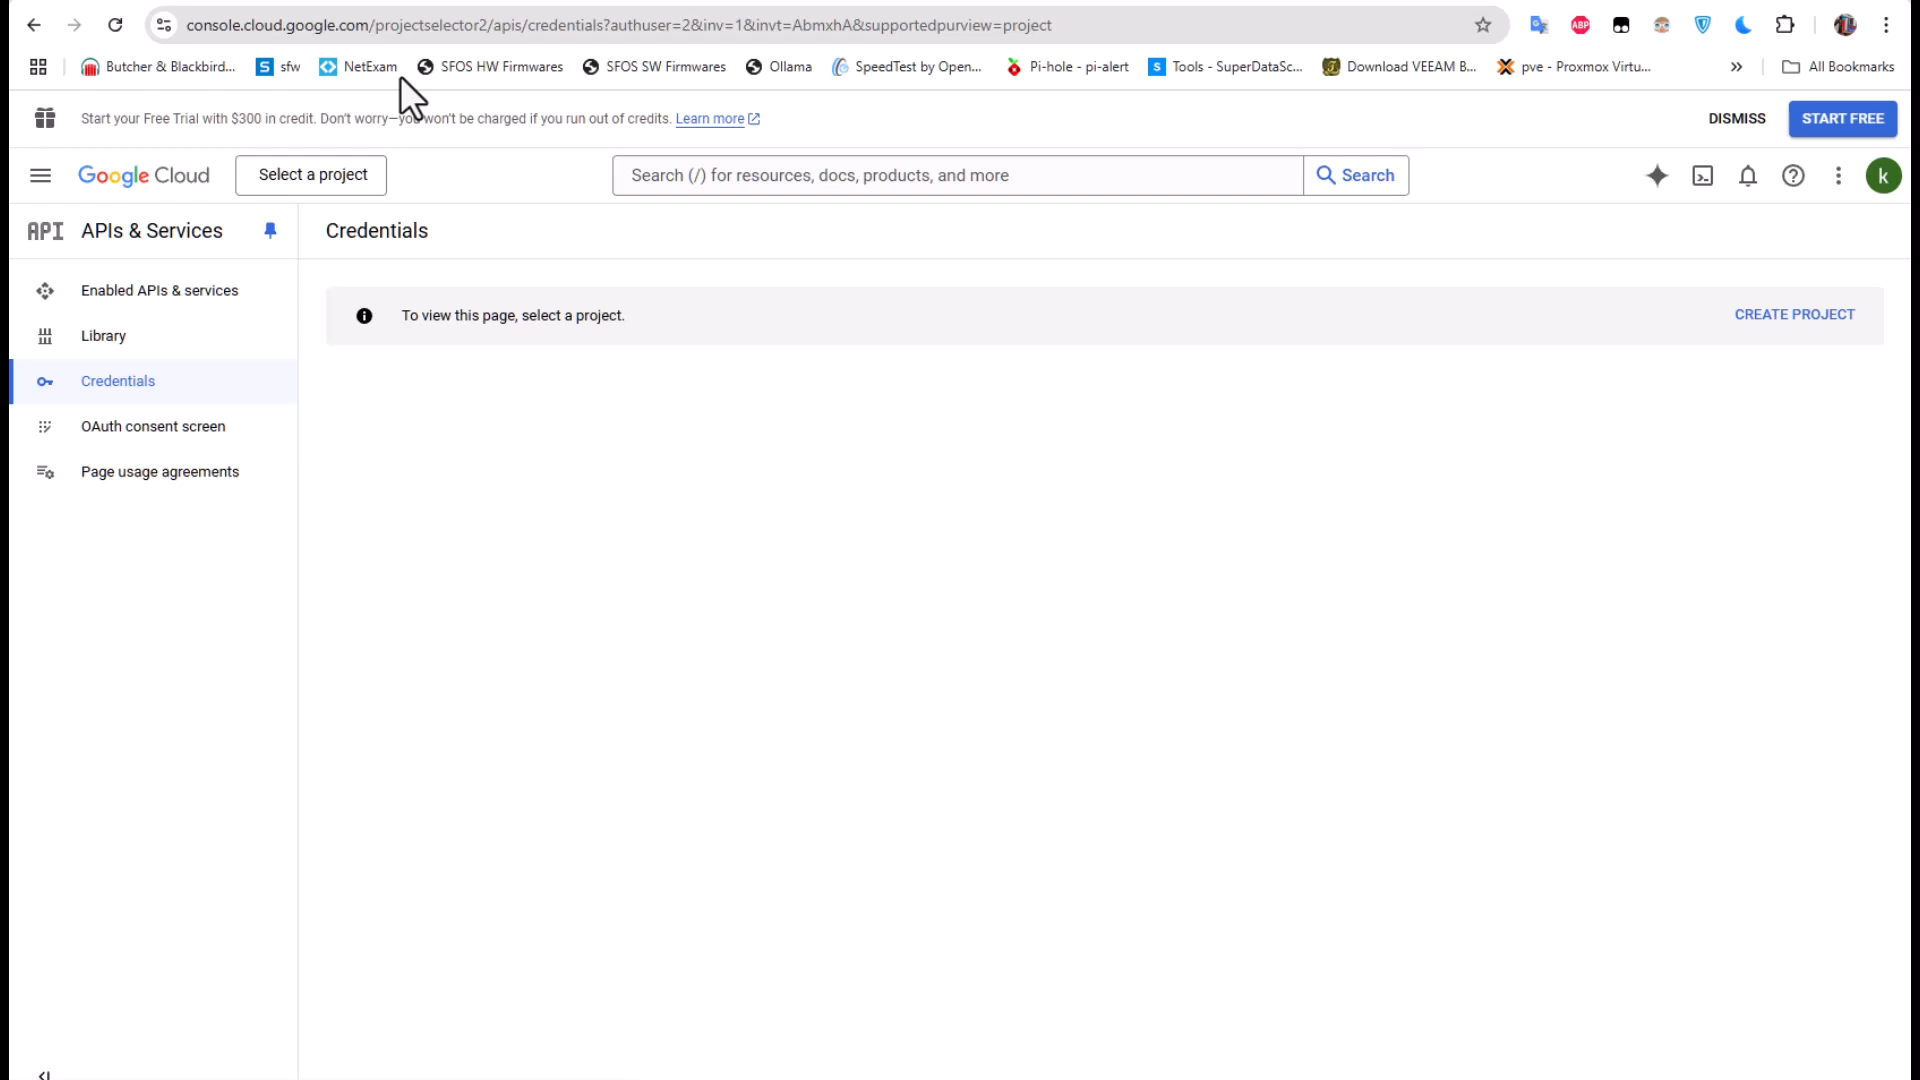 console.cloud.google.com/projectselector2/apis/credentials?authuser=2&inv=1&invt=AbmxhA&supportedpurview=project
ABP
Butcher & Blackbird...
S sfw
NetExam
SFOS HW Firmwares
SFOS SW Firmwares
Ollama
SpeedTest by Open...
Pi-hole - pi-alert
S Tools - SuperDataSc...
Download VEEAM B...
pve - Proxmox Virtu...
All Bookmarks
Start your Free Trial with $300 in credit. Don't worry—you won't be charged if you run out of credits. Learn more
DISMISS
START FREE
Google Cloud
Select a project
Search (/) for resources, docs, products, and more
Search
k
API APIs & Services
Credentials
Enabled APIs & services
Library
Credentials
OAuth consent screen
Page usage agreements
To view this page, select a project.
CREATE PROJECT